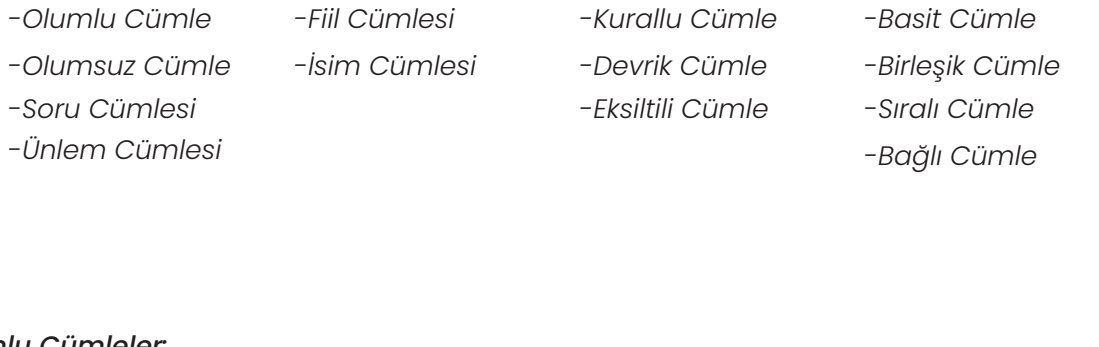 -Olumlu Cümle -Fiil Cümlesi -Kurallu Cümle -Basit Cümle
-Olumsuz Cümle -İsim Cümlesi -Devrik Cümle -Birleşik Cümle
-Soru Cümlesi -Eksiltili Cümle -Sıralı Cümle
-Ünlem Cümlesi -Bağlı Cümle
Cümleler